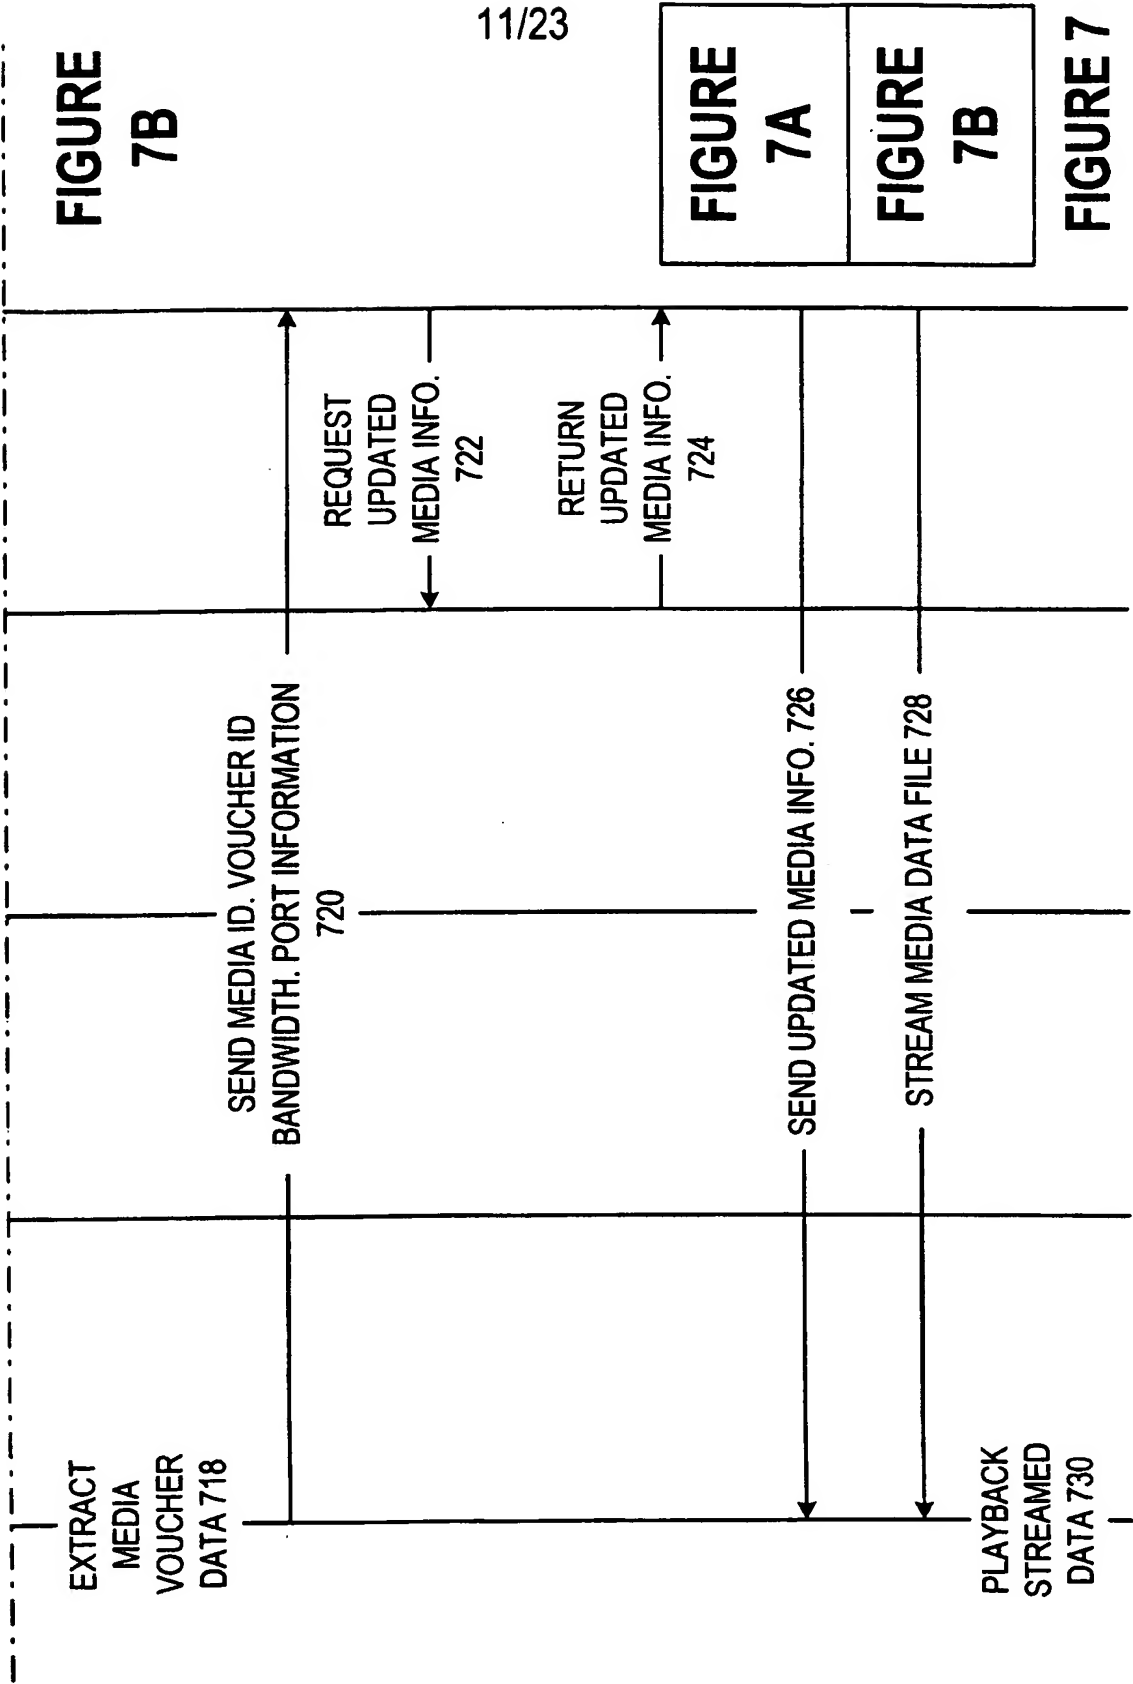 11/23
FIGURE
7B
EXTRACT
MEDIA
VOUCHER
DATA 718
SEND MEDIA ID. VOUCHER ID
BANDWIDTH. PORT INFORMATION
720
REQUEST
UPDATED
MEDIA INFO.
722
RETURN
UPDATED
MEDIA INFO.
724
SEND UPDATED MEDIA INFO. 726
STREAM MEDIA DATA FILE 728
PLAYBACK
STREAMED
DATA 730
FIGURE
7A
FIGURE
7B
FIGURE 7